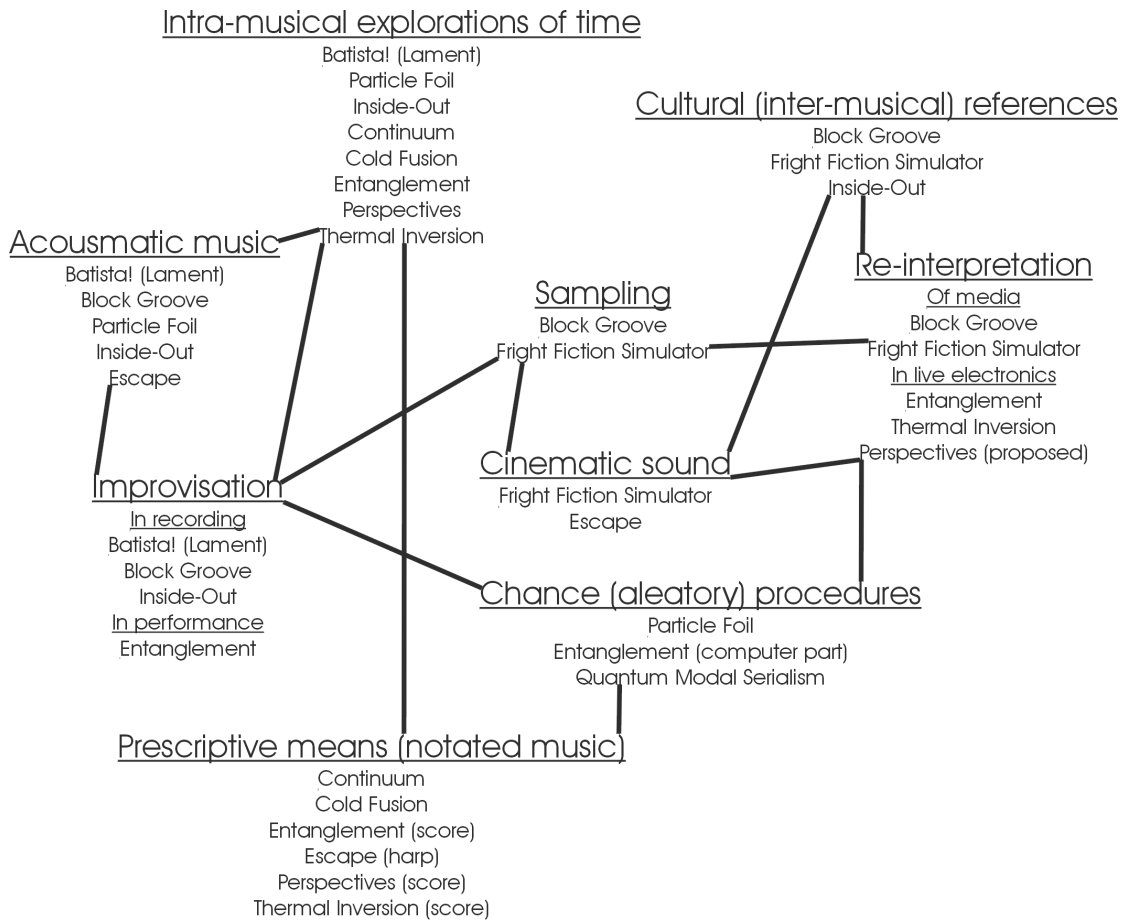 Intra-musical explorations of time
Batista! (Lament)
Particle Foil
Inside-Out
Continuum
Cold Fusion
Entanglement
Perspectives
Thermal Inversion
Cultural (inter-musical) references
Block Groove
Fright Fiction Simulator
Inside-Out
Acousmatic music
Batista! (Lament)
Block Groove
Particle Foil
Inside-Out
Escape
Sampling
Block Groove
Fright Fiction Simulator
Re-interpretation
Of media
Block Groove
Fright Fiction Simulator
In live electronics
Entanglement
Thermal Inversion
Perspectives (proposed)
Cinematic sound
Fright Fiction Simulator
Escape
Improvisation
In recording
Batista! (Lament)
Block Groove
Inside-Out
In performance
Entanglement
Chance (aleatory) procedures
Particle Foil
Entanglement (computer part)
Quantum Modal Serialism
Prescriptive means (notated music)
Continuum
Cold Fusion
Entanglement (score)
Escape (harp)
Perspectives (score)
Thermal Inversion (score)